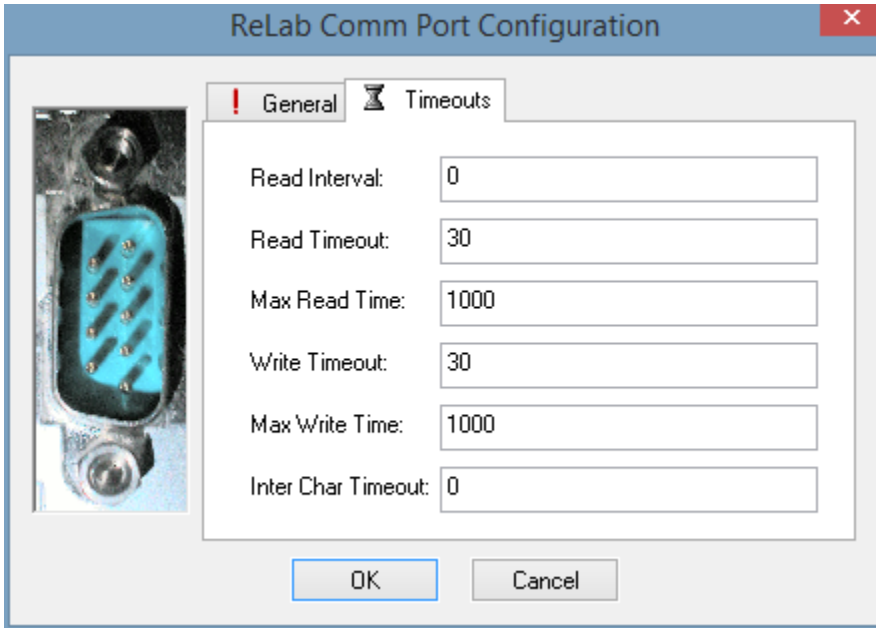 ReLab Comm Port Configuration
General Timeouts
Read Interval: 0
Read Timeout: 30
Max Read Time: 1000
Write Timeout: 30
Max Write Time: 1000
Inter Char Timeout: 0
OK Cancel